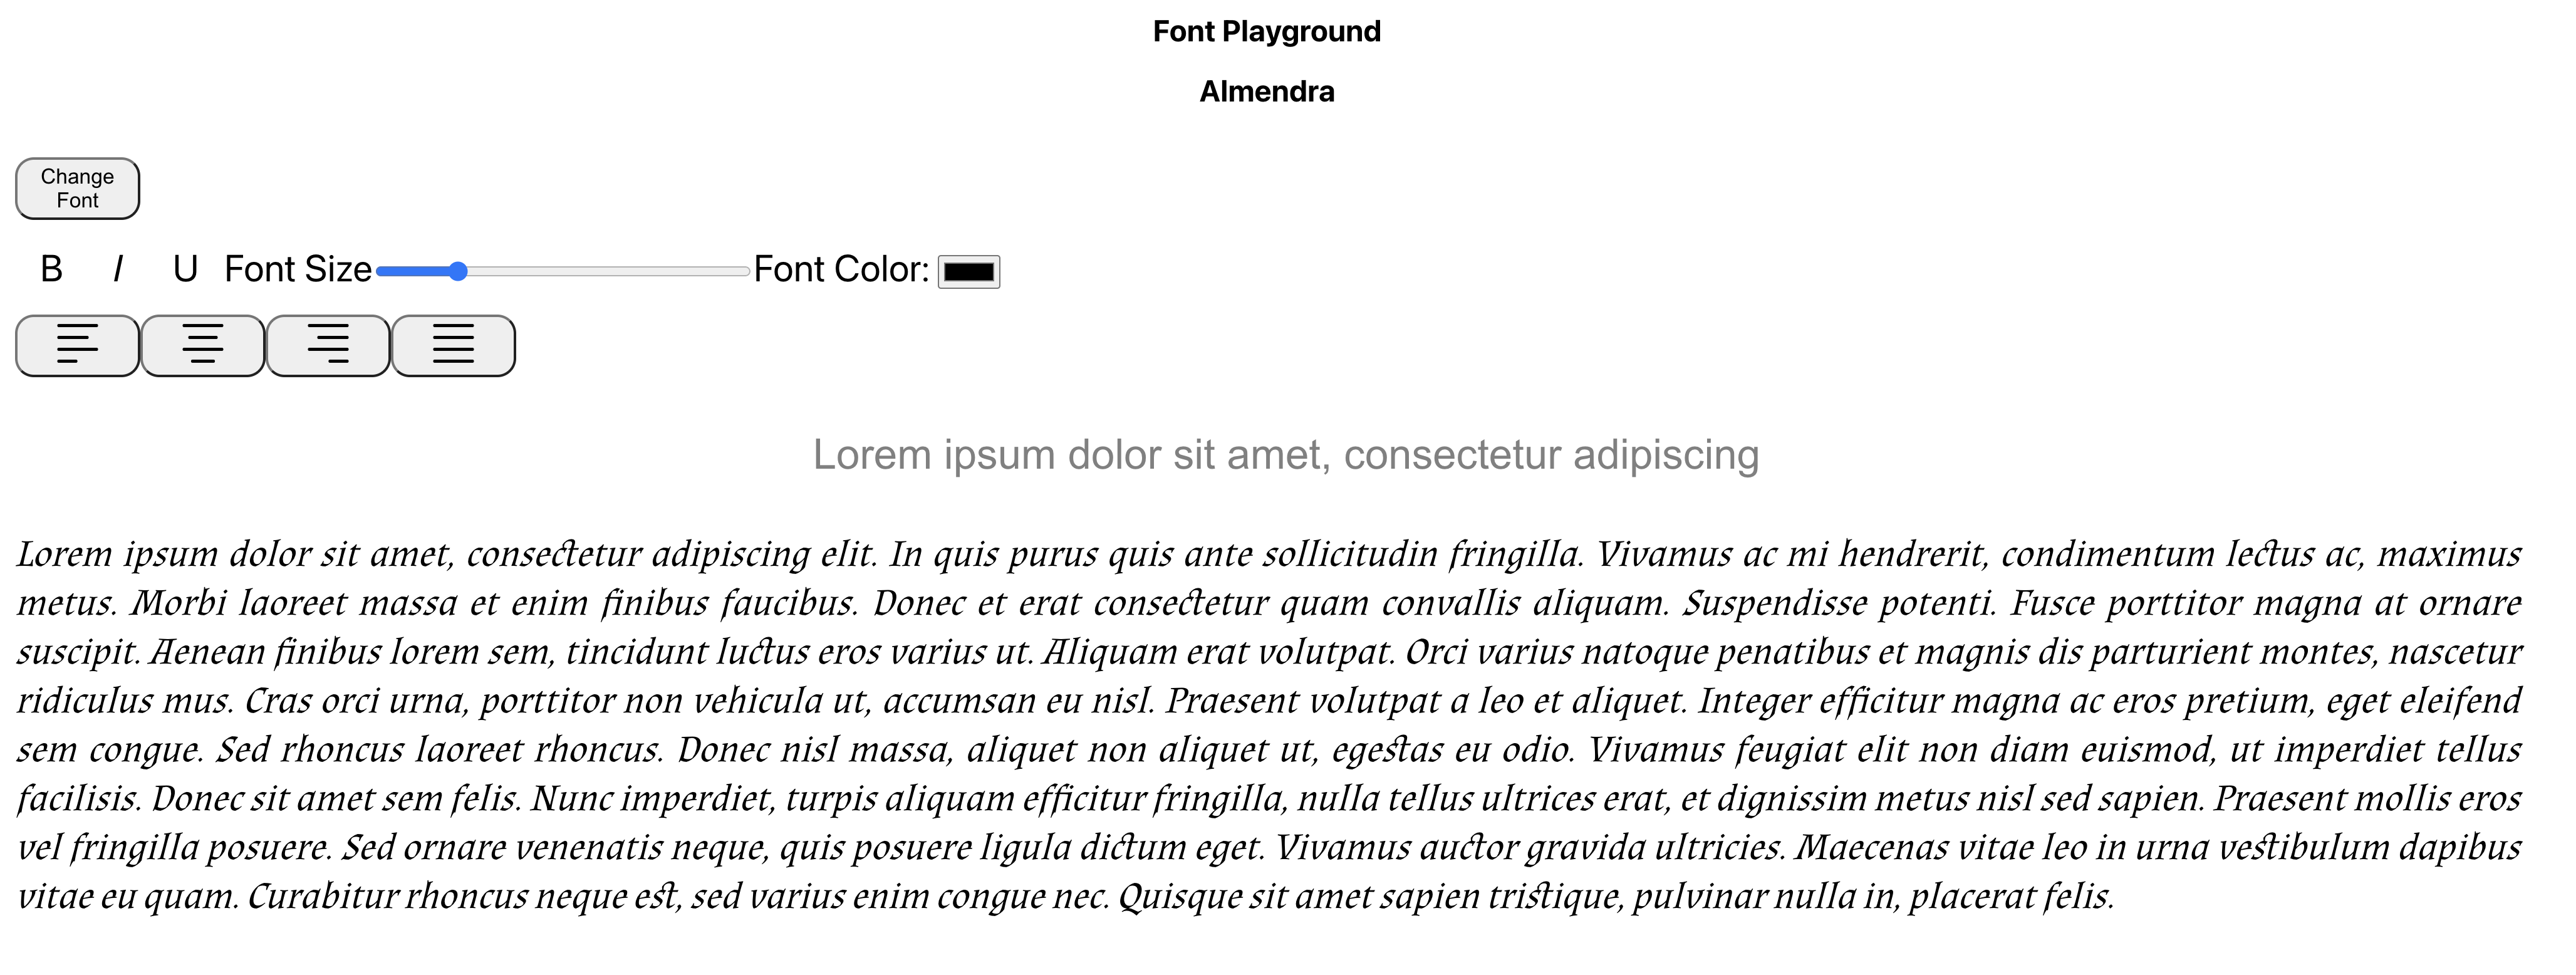 Font Playground
Almendra
Change
Font
B I U Font Size Font Color:
Lorem ipsum dolor sit amet, consectetur adipiscing
Lorem ipsum dolor sit amet, consectetur adipiscing elit. In quis purus quis ante sollicitudin fringilla. Vivamus ac mi hendrerit, condimentum lectus ac, maximus
metus. Morbi laoreet massa et enim finibus faucibus. Donec et erat consectetur quam convallis aliquam. Suspendisse potenti. Fusce porttitor magna at ornare
suscipit. Aenean finibus lorem sem, tincidunt luctus eros varius ut. Aliquam erat volutpat. Orci varius natoque penatibus et magnis dis parturient montes, nascetur
ridiculus mus. Cras orci urna, porttitor non vehicula ut, accumsan eu nisl. Praesent volutpat a leo et aliquet. Integer efficitur magna ac eros pretium, eget eleifend
sem congue. Sed rhoncus laoreet rhoncus. Donec nisl massa, aliquet non aliquet ut, egestas eu odio. Vivamus feugiat elit non diam euismod, ut imperdiet tellus
facilisis. Donec sit amet sem felis. Nunc imperdiet, turpis aliquam efficitur fringilla, nulla tellus ultrices erat, et dignissim metus nisl sed sapien. Praesent mollis eros
vel fringilla posuere. Sed ornare venenatis neque, quis posuere ligula dictum eget. Vivamus auctor gravida ultricies. Maecenas vitae leo in urna vestibulum dapibus
vitae eu quam. Curabitur rhoncus neque est, sed varius enim congue nec. Quisque sit amet sapien tristique, pulvinar nulla in, placerat felis.